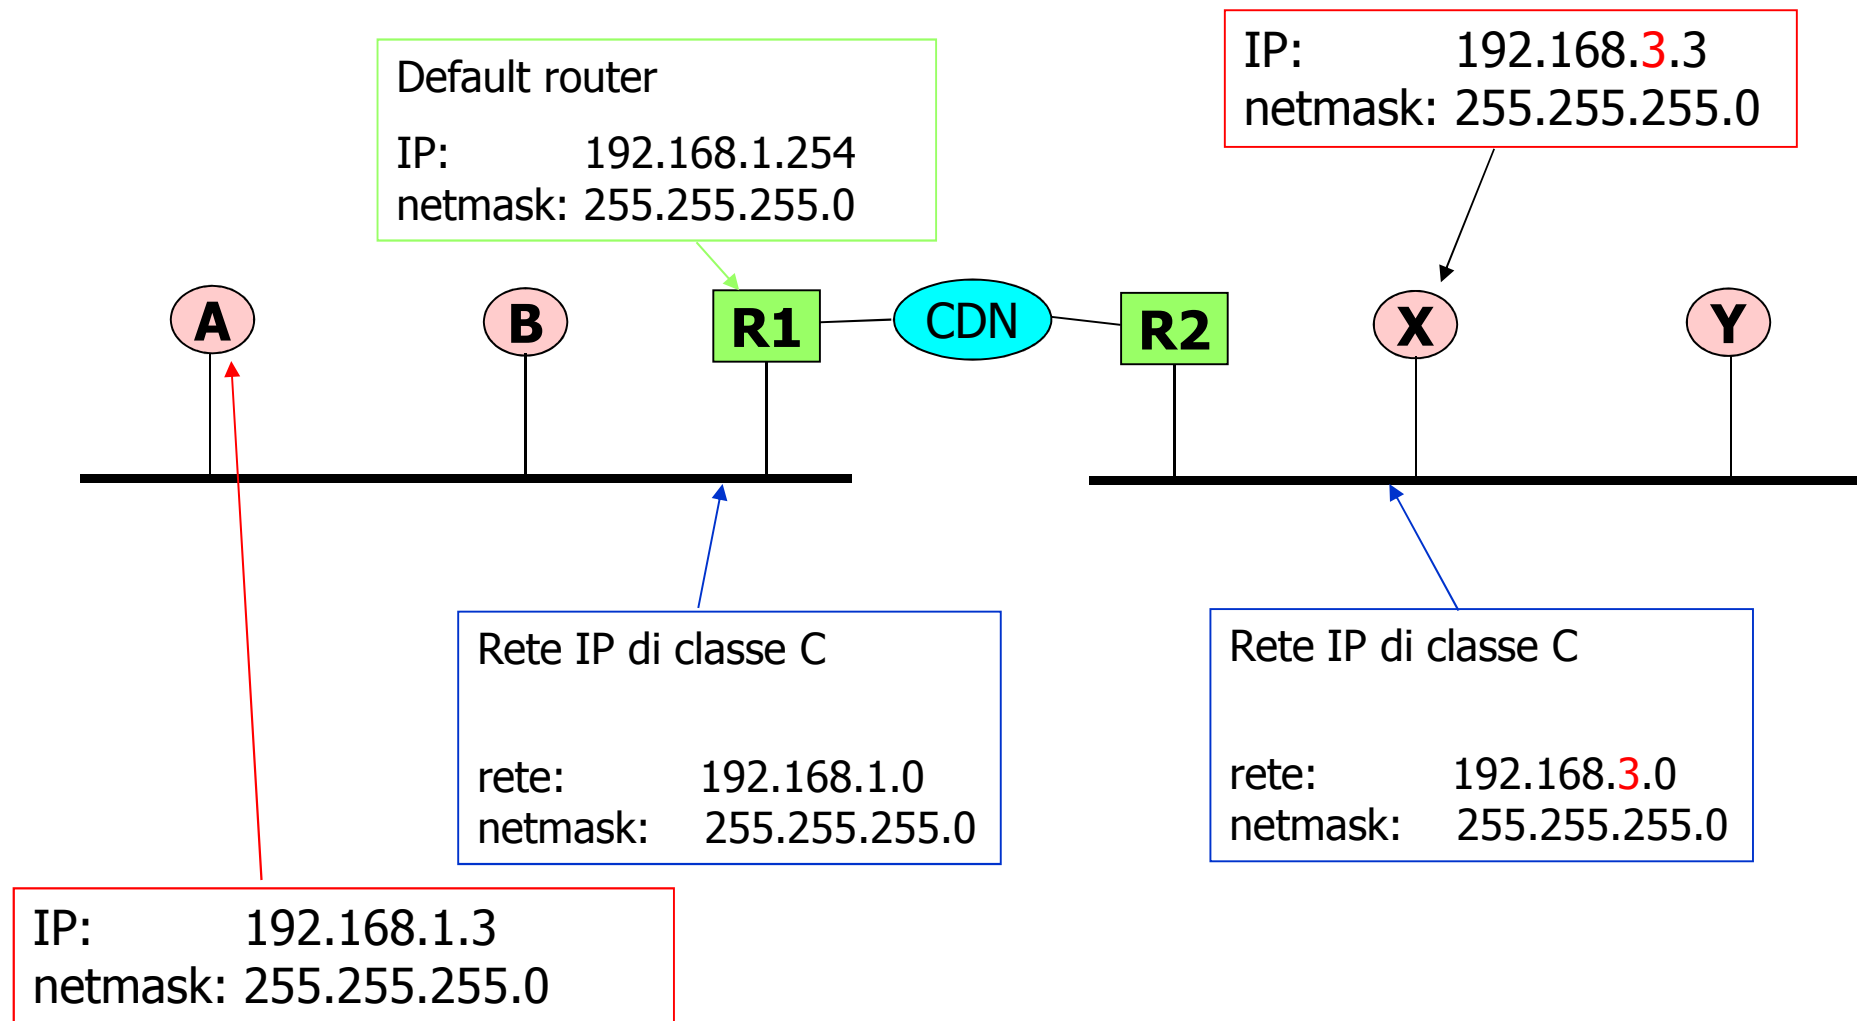 Default router
IP: 192.168.1.254
netmask: 255.255.255.0
IP: 192.168.3.3
netmask: 255.255.255.0
A
B
R1
CDN
R2
X
Y
Rete IP di classe C
rete: 192.168.1.0
netmask: 255.255.255.0
Rete IP di classe C
rete: 192.168.3.0
netmask: 255.255.255.0
IP: 192.168.1.3
netmask: 255.255.255.0